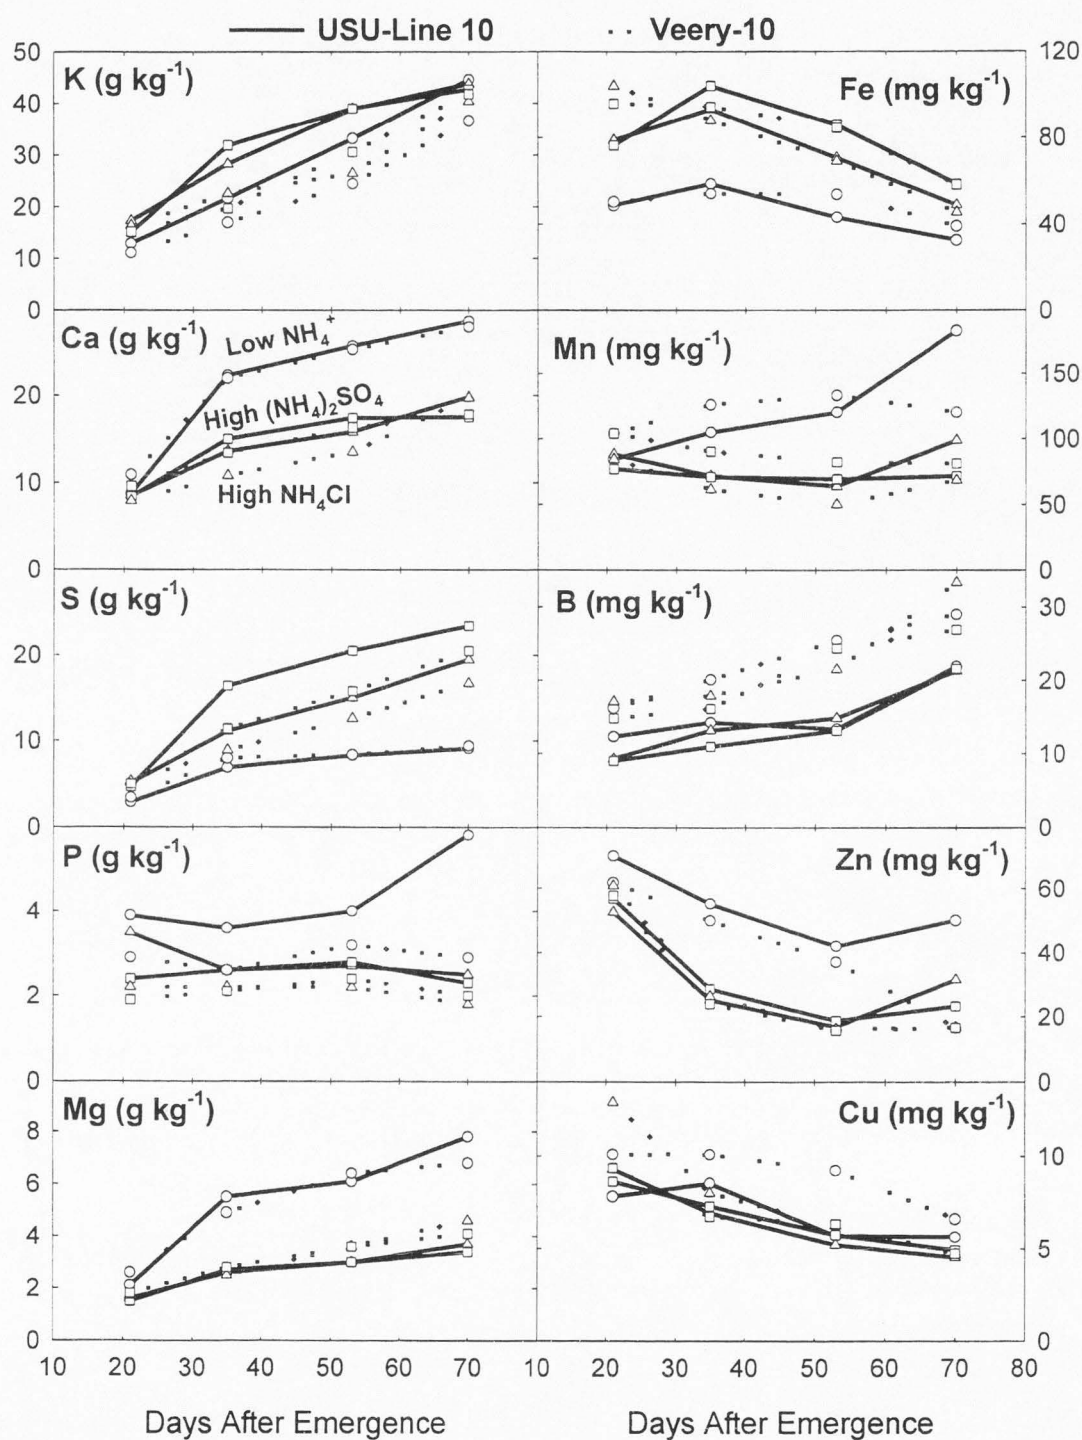 USU-Line 10 Veery-10
50
40
30
20
10
0
K (g kg⁻¹)
Fe (mg kg⁻¹)
120
80
40
0
Ca (g kg⁻¹)
20
10
0
Low NH₄⁺
High (NH₄)₂SO₄
High NH₄Cl
Mn (mg kg⁻¹)
150
100
50
0
S (g kg⁻¹)
20
10
0
B (mg kg⁻¹)
30
20
10
0
P (g kg⁻¹)
4
2
0
Zn (mg kg⁻¹)
60
40
20
0
Mg (g kg⁻¹)
8
6
4
2
0
Cu (mg kg⁻¹)
10
5
0
10 20 30 40 50 60 70 10 20 30 40 50 60 70 80
Days After Emergence Days After Emergence